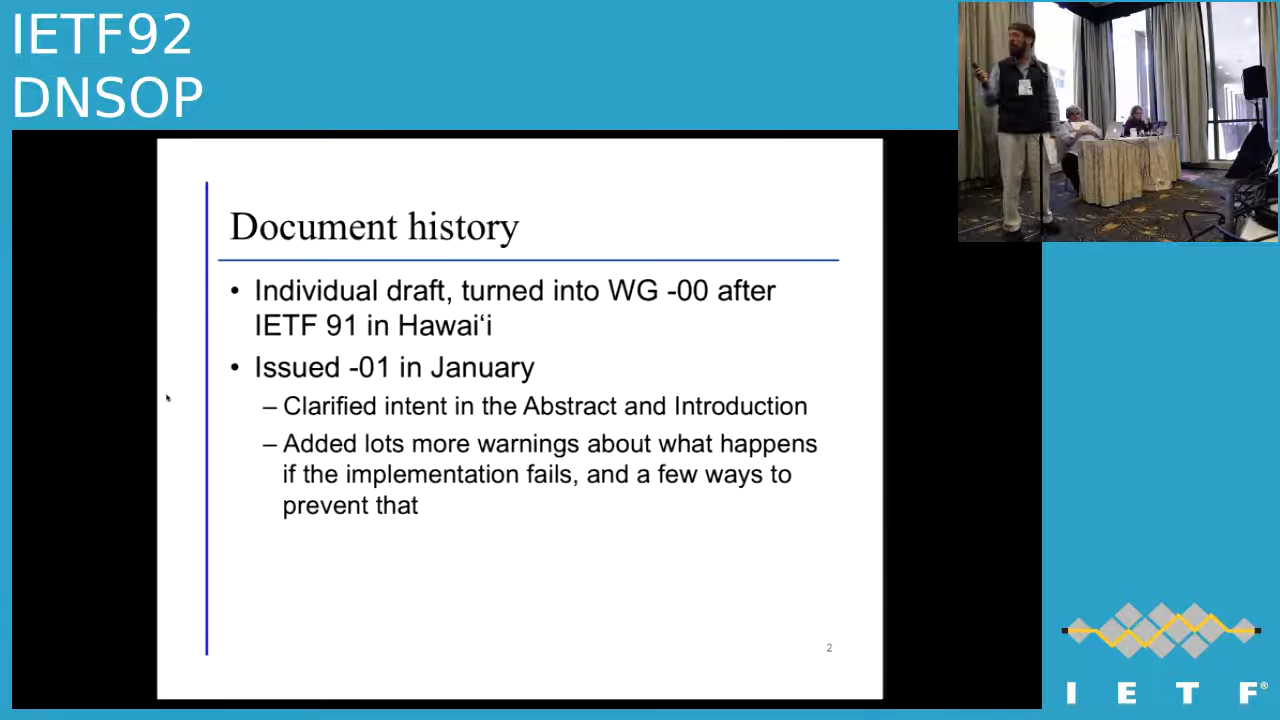 IETF92
DNSOP
Document history
• Individual draft, turned into WG -00 after
IETF 91 in Hawai‘i
• Issued -01 in January
– Clarified intent in the Abstract and Introduction
– Added lots more warnings about what happens
if the implementation fails, and a few ways to
prevent that
2
I E T F®